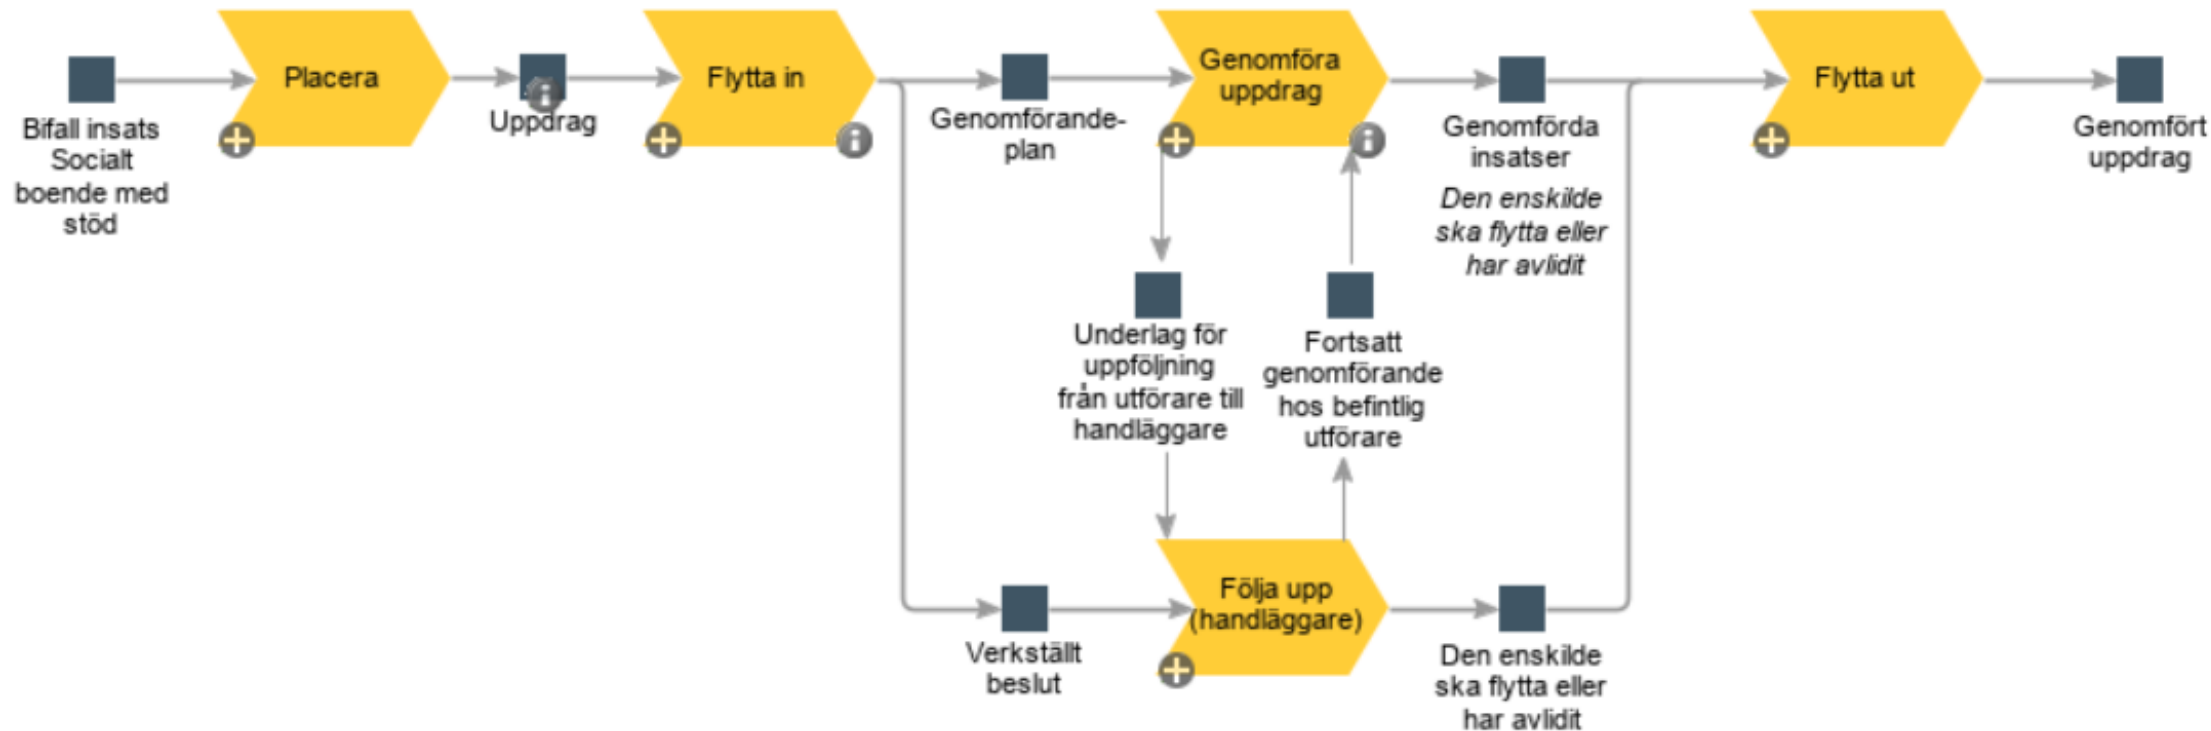 Placera
Flytta in
Genomföra
uppdrag
Flytta ut
Bifall insats
Socialt
boende med
stöd
Uppdrag
Genomförande-
plan
Genomförda
insatser
Den enskilde
ska flytta eller
har avlidit
Genomfört
uppdrag
Underlag för
uppföljning
från utförare till
handläggare
Fortsatt
genomförande
hos befintlig
utförare
Följa upp
(handläggare)
Verkställt
beslut
Den enskilde
ska flytta eller
har avlidit